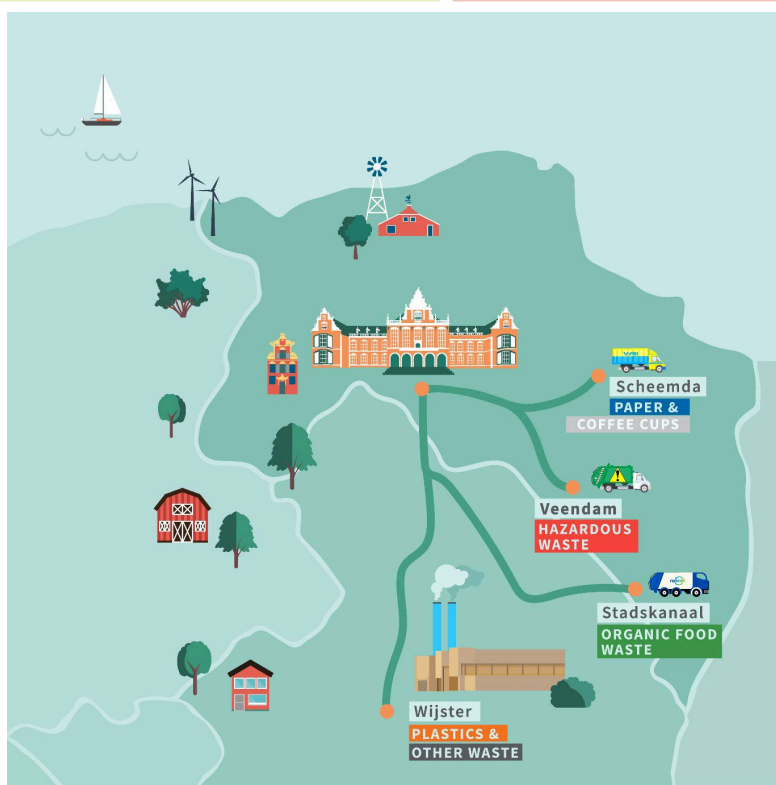 Scheemda
PAPER &
COFFEE CUPS
Veendam
HAZARDOUS
WASTE
Stadskanaal
ORGANIC FOOD
WASTE
Wijster
PLASTICS &
OTHER WASTE